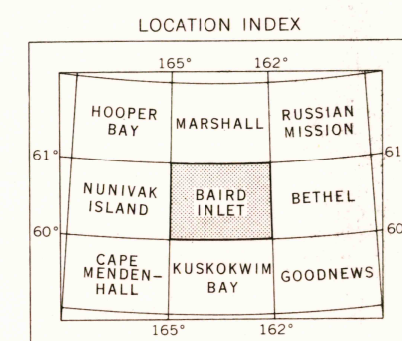 LOCATION INDEX
165° 162°
HOOPER
BAY
MARSHALL
RUSSIAN
MISSION
61° 61
NUNIVAK
ISLAND
BAIRD
INLET
BETHEL
60° 60
CAPE
MENDEN-
HALL
KUSKOKWIM
BAY
GOODNEWS
165° 162°